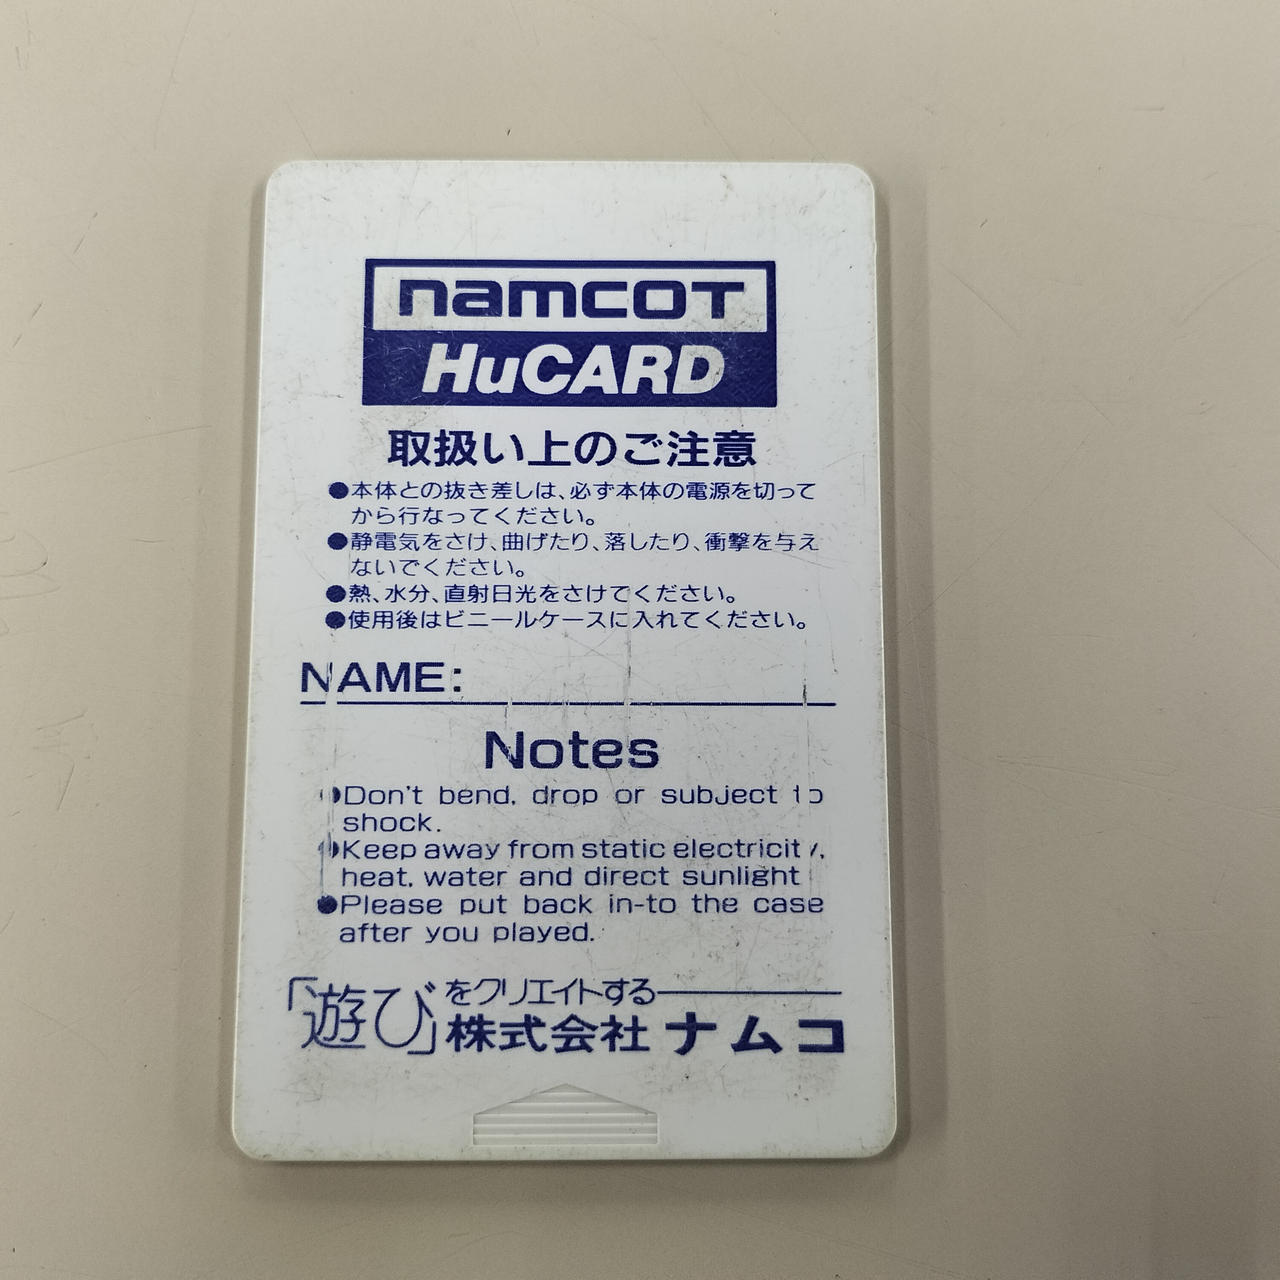 namcot
HuCARD
取扱い上のご注意
●本体との抜き差しは、必ず本体の電源を切って
から行なってください。
●静電気をさけ、曲げたり、落したり、衝撃を与え
ないでください。
●熱、水分、直射日光をさけてください。
●使用後はビニールケースに入れてください。
NAME:
Notes
●Don't bend, drop or subject to
shock.
●Keep away from static electricity,
heat, water and direct sunlight
●Please put back in-to the case
after you played.
「遊び」をクリエイトする
株式会社ナムコ